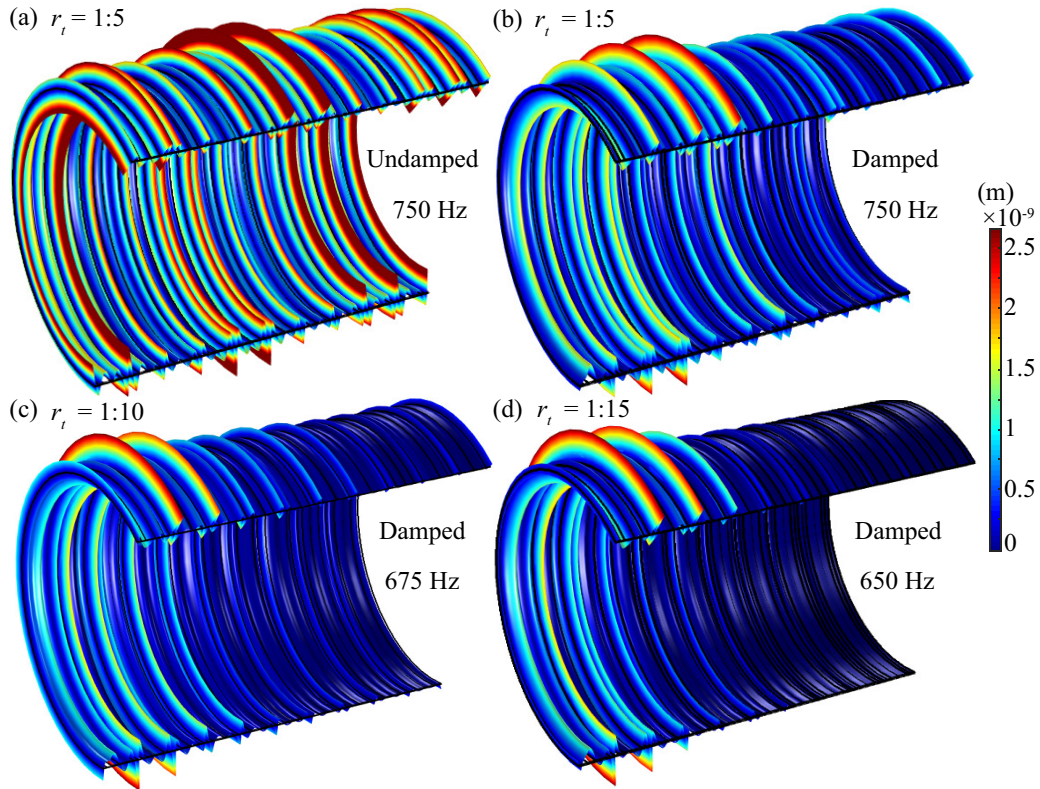 (a) r_t = 1:5
Undamped
750 Hz
(b) r_t = 1:5
Damped
750 Hz
(m)
×10⁻⁹
2.5
2
1.5
1
0.5
0
(c) r_t = 1:10
Damped
675 Hz
(d) r_t = 1:15
Damped
650 Hz